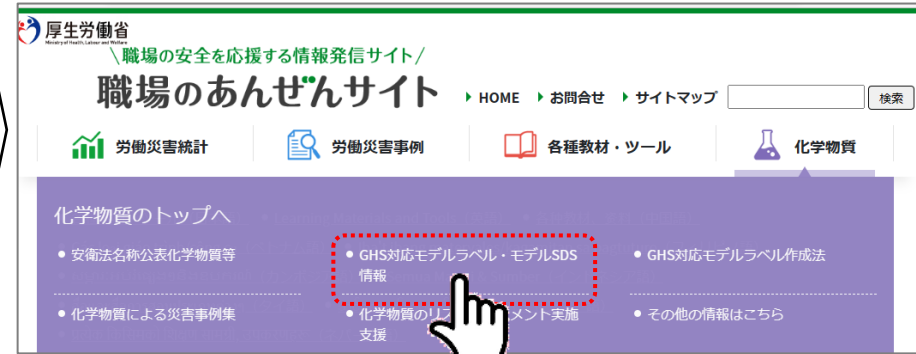 厚生労働省
Ministry of Health, Labour and Welfare
\職場の安全を応援する情報発信サイト/
職場のあんぜんサイト
HOME お問合せ サイトマップ 検索
労働災害統計 労働災害事例 各種教材・ツール 化学物質
化学物質のトップへ
• 安衛法名称公表化学物質等
• GHS対応モデルラベル・モデルSDS
情報
• GHS対応モデルラベル作成法
• 化学物質による災害事例集
• 化学物質のリス メント実施
支援
• その他の情報はこちら